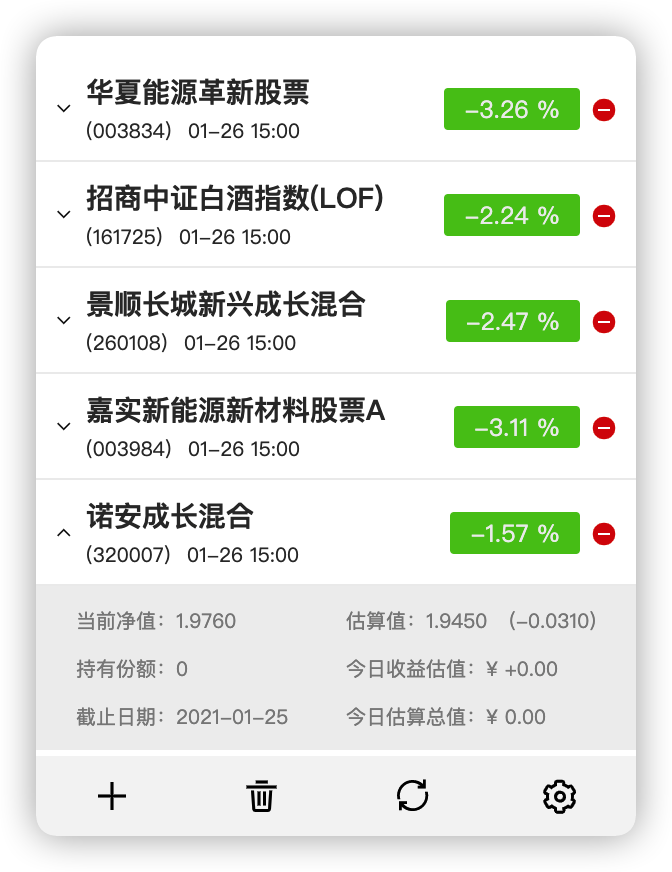 华夏能源革新股票
(003834) 01-26 15:00
-3.26 %
招商中证白酒指数(LOF)
(161725) 01-26 15:00
-2.24 %
景顺长城新兴成长混合
(260108) 01-26 15:00
-2.47 %
嘉实新能源新材料股票A
(003984) 01-26 15:00
-3.11 %
诺安成长混合
(320007) 01-26 15:00
-1.57 %
当前净值：1.9760 估算值：1.9450 (-0.0310)
持有份额：0 今日收益估值：¥ +0.00
截止日期：2021-01-25 今日估算总值：¥ 0.00